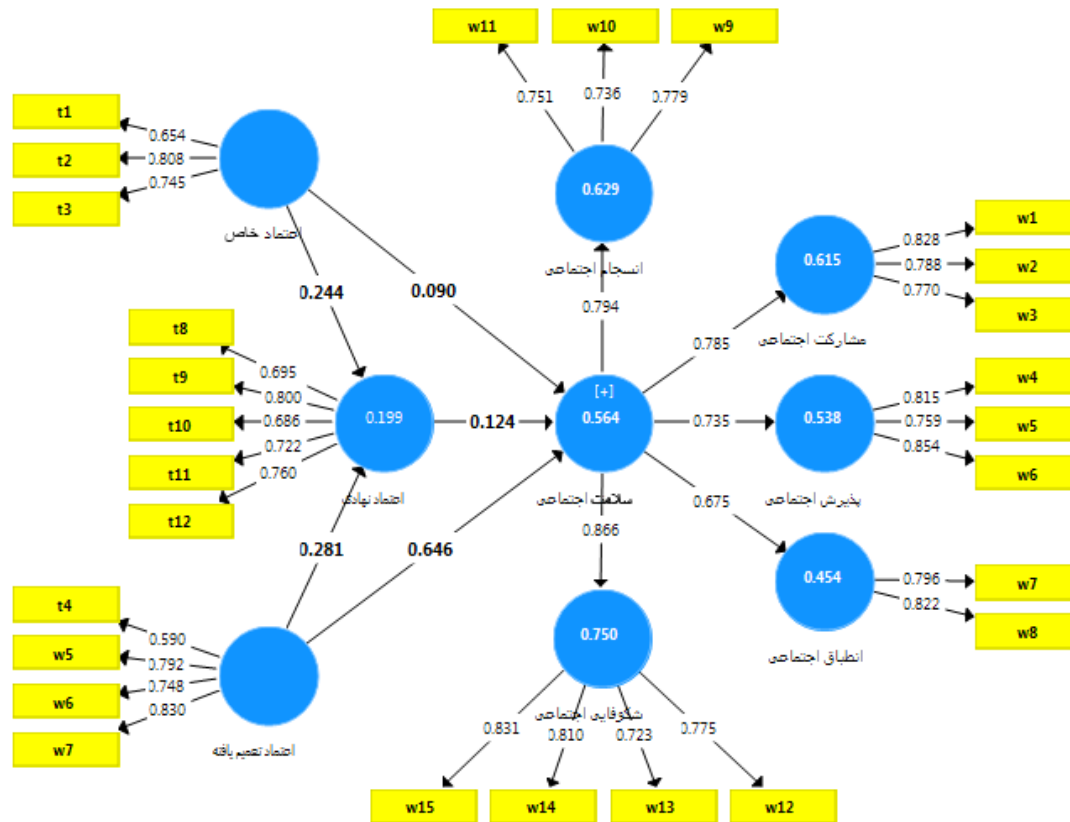 w11
w10
w9
0.751
0.736
0.779
t1
t2
t3
0.654
0.808
0.745
0.629
اعتماد خاص
انسجام اجتماعی
w1
w2
w3
0.828
0.788
0.770
0.615
مشارکت اجتماعی
0.244
0.090
0.794
0.785
t8
t9
t10
t11
t12
0.695
0.800
0.686
0.722
0.760
0.199
اعتماد نهادی
0.124
[+]
0.564
سلامت اجتماعی
0.735
0.538
پذیرش اجتماعی
w4
w5
w6
0.815
0.759
0.854
0.281
0.646
0.866
0.675
0.454
انطباق اجتماعی
w7
w8
0.796
0.822
t4
w5
w6
w7
0.590
0.792
0.748
0.830
اعتماد تعمیم یافته
0.750
شکوفایی اجتماعی
0.831
0.810
0.723
0.775
w15
w14
w13
w12